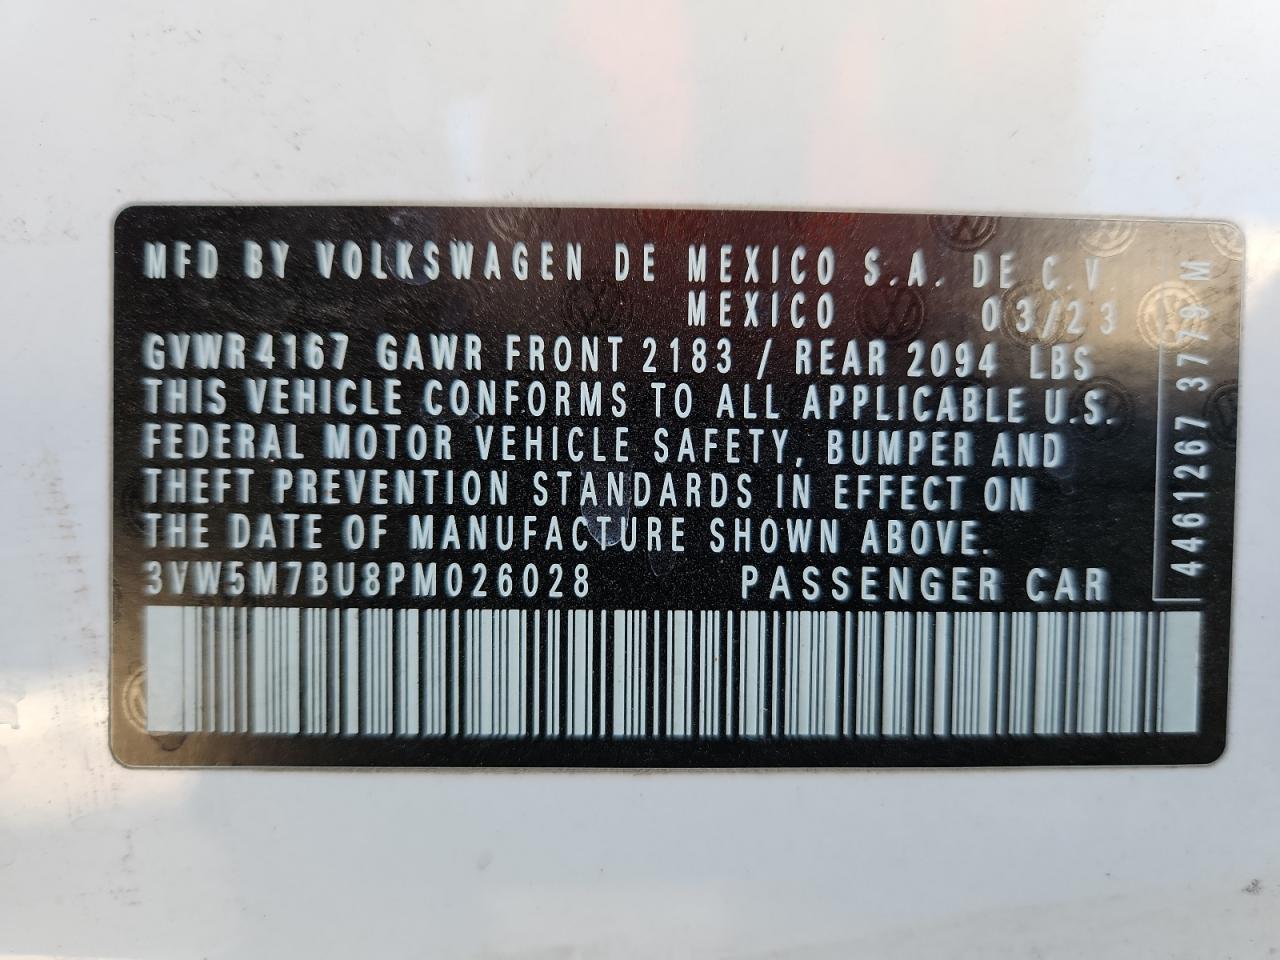 MFD BY VOLKSWAGEN DE MEXICO S.A. DE C.V.
MEXICO 03/23
GVWR 4167 GAWR FRONT 2183 / REAR 2094 LBS
THIS VEHICLE CONFORMS TO ALL APPLICABLE U.S.
FEDERAL MOTOR VEHICLE SAFETY, BUMPER AND
THEFT PREVENTION STANDARDS IN EFFECT ON
THE DATE OF MANUFACTURE SHOWN ABOVE.
3VW5M7BU8PM026028 PASSENGER CAR
4461267 3779 M